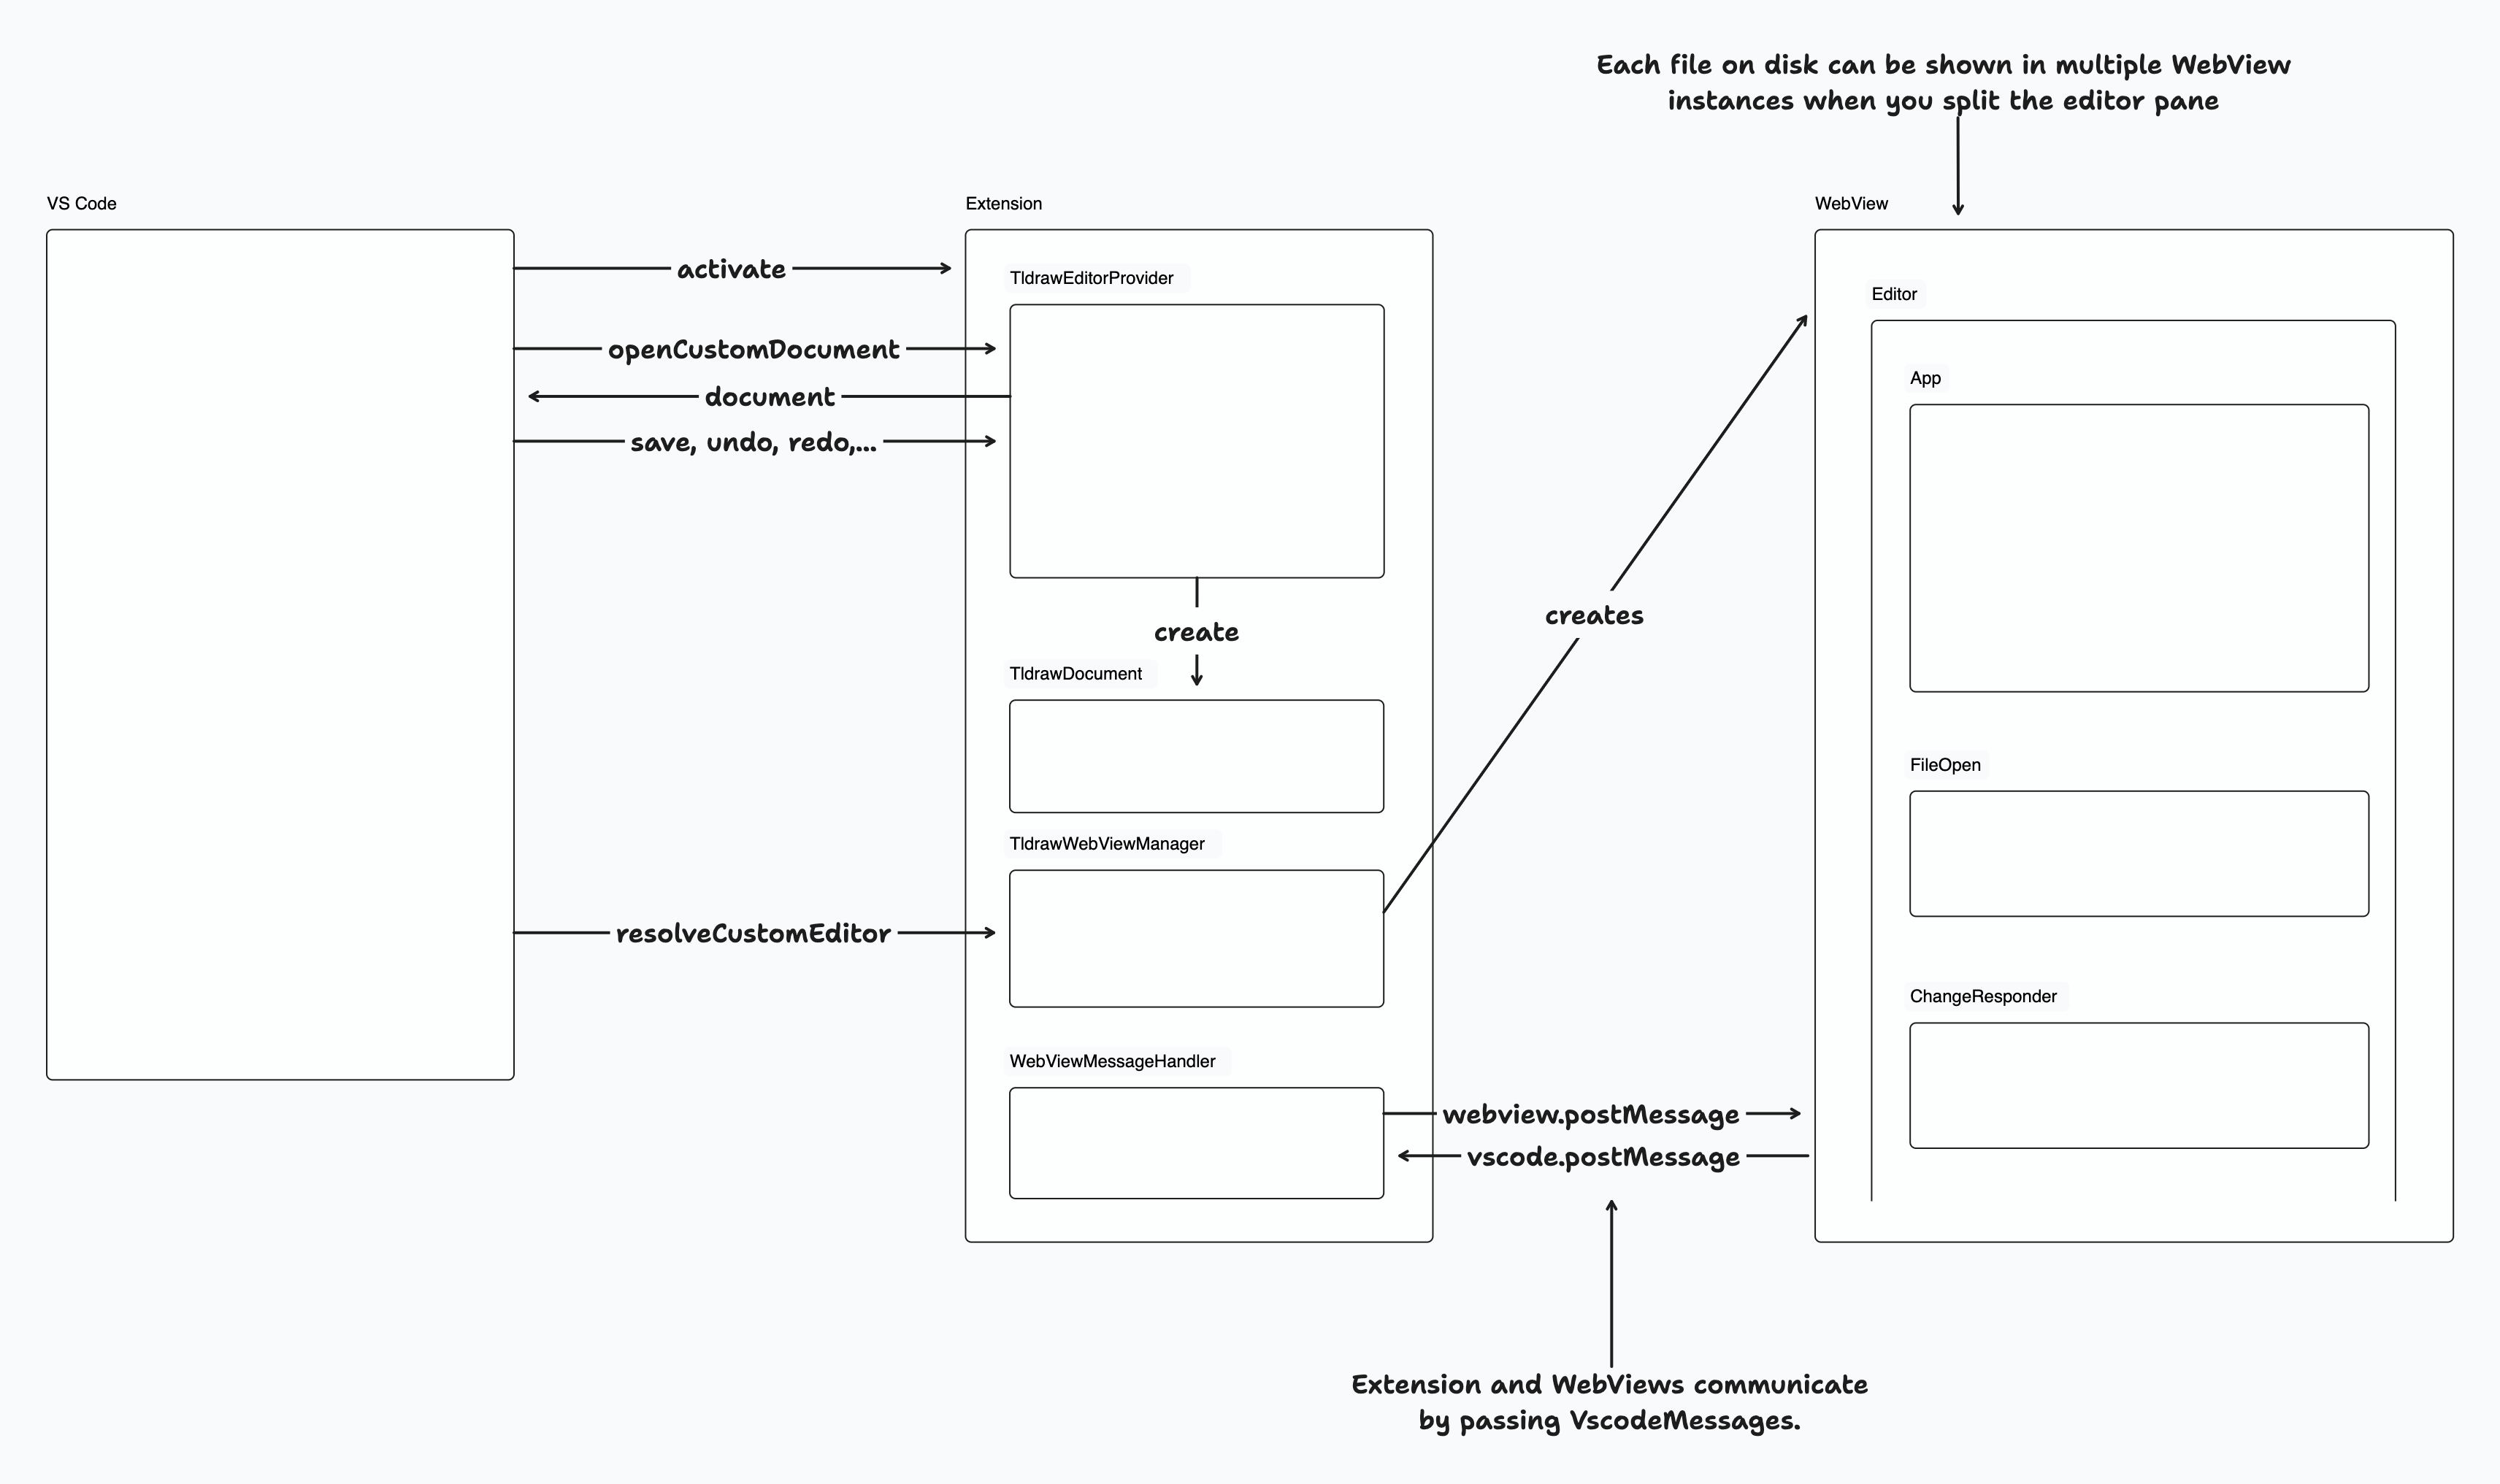 Each file on disk can be shown in multiple WebView
instances when you split the editor pane
VS Code
Extension
WebView
activate
TldrawEditorProvider
Editor
openCustomDocument
document
save, undo, redo,...
App
creates
create
TldrawDocument
FileOpen
TldrawWebViewManager
resolveCustomEditor
ChangeResponder
WebViewMessageHandler
webview.postMessage
vscode.postMessage
Extension and WebViews communicate
by passing VscodeMessages.